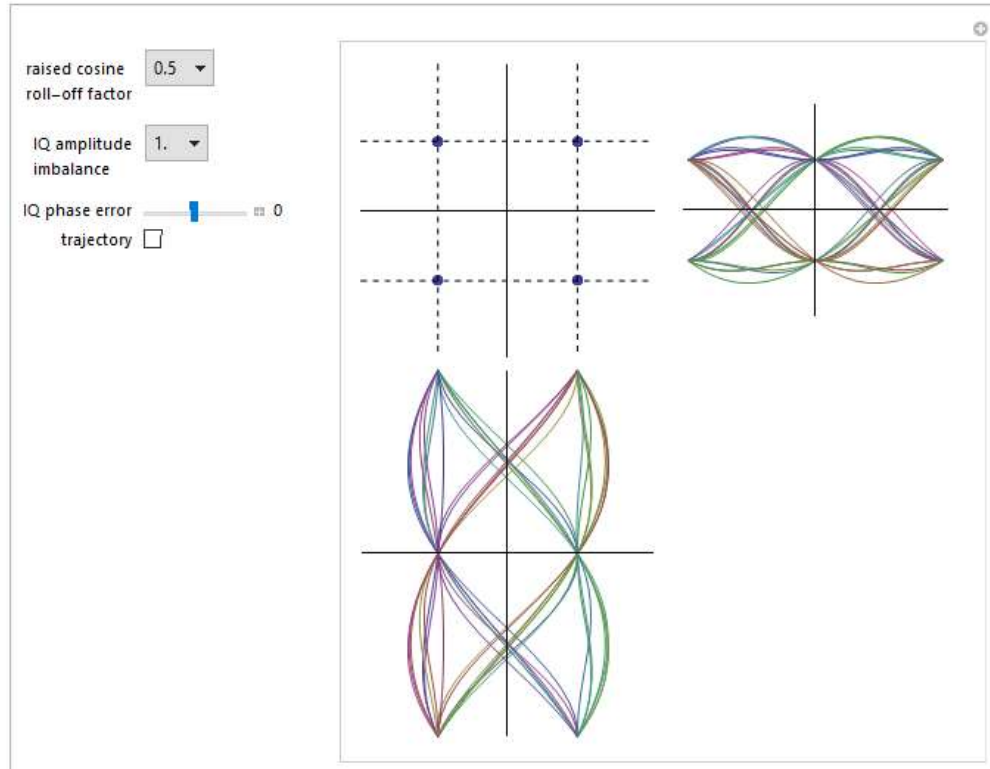 raised cosine 0.5
roll-off factor
IQ amplitude 1.
imbalance
IQ phase error 0
trajectory